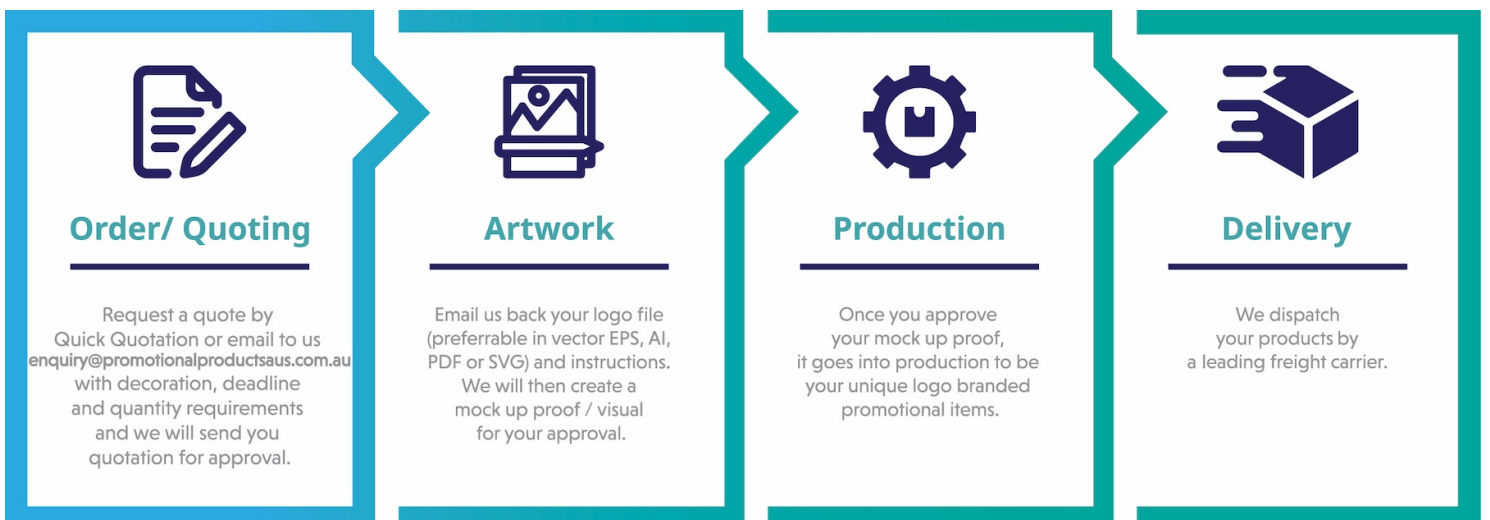 Order/ Quoting
Request a quote by
Quick Quotation or email to us
enquiry@promotionalproductsaus.com.au
with decoration, deadline
and quantity requirements
and we will send you
quotation for approval.
Artwork
Email us back your logo file
(preferrable in vector EPS, AI,
PDF or SVG) and instructions.
We will then create a
mock up proof / visual
for your approval.
Production
Once you approve
your mock up proof,
it goes into production to be
your unique logo branded
promotional items.
Delivery
We dispatch
your products by
a leading freight carrier.